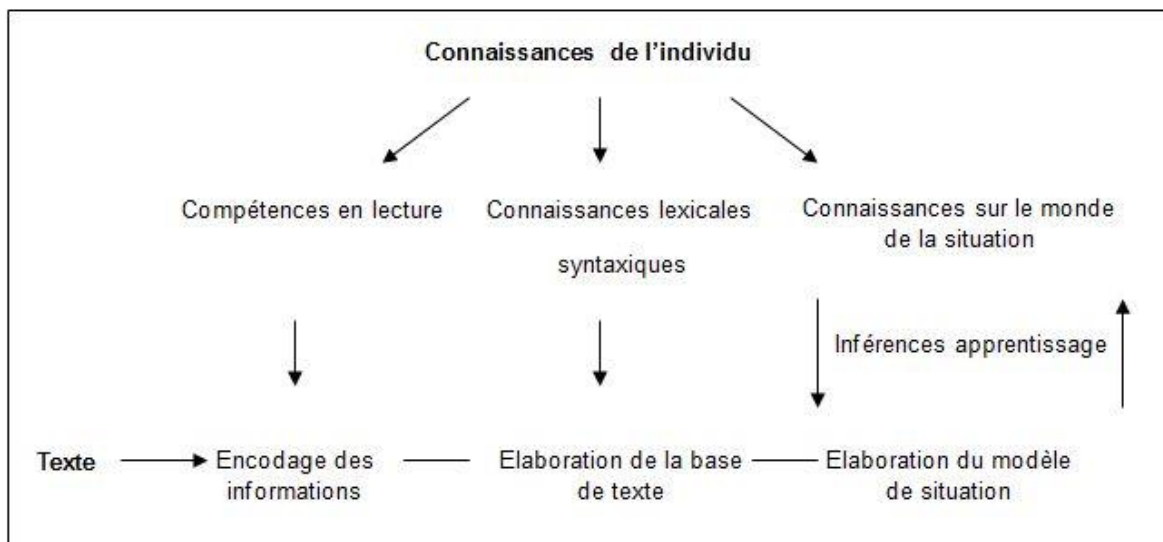 Connaissances de l'individu
Compétences en lecture
Connaissances lexicales
syntaxiques
Connaissances sur le monde
de la situation
Inférences apprentissage
Texte
Encodage des
informations
Elaboration de la base
de texte
Elaboration du modèle
de situation